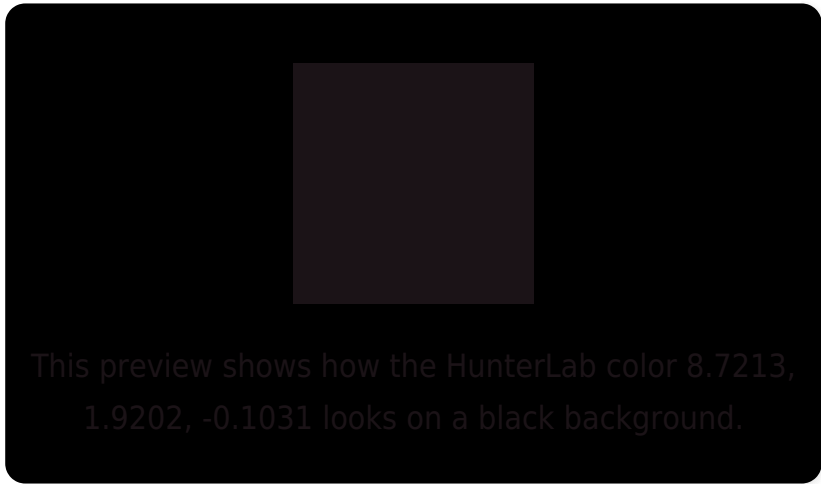 This preview shows how the HunterLab color 8.7213,
1.9202, -0.1031 looks on a black background.